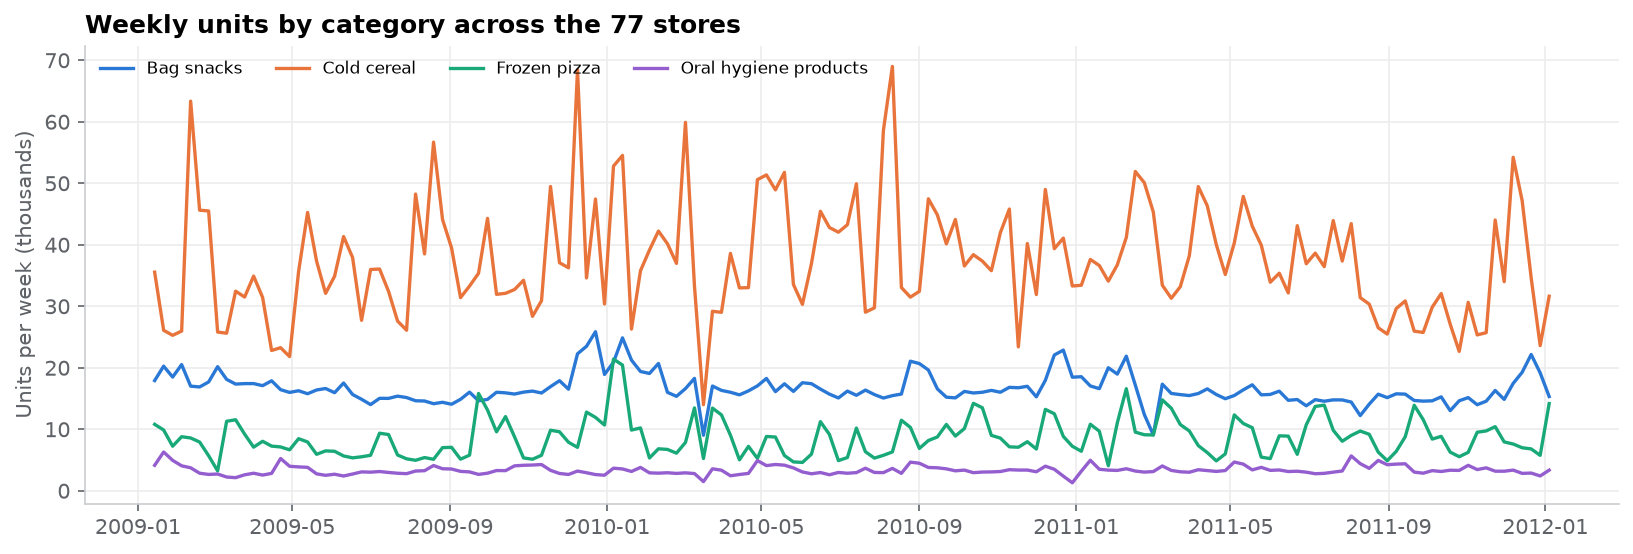 Weekly units by category across the 77 stores
Bag snacks Cold cereal Frozen pizza Oral hygiene products
Units per week (thousands)
70
60
50
40
30
20
10
0
2009-01 2009-05 2009-09 2010-01 2010-05 2010-09 2011-01 2011-05 2011-09 2012-01